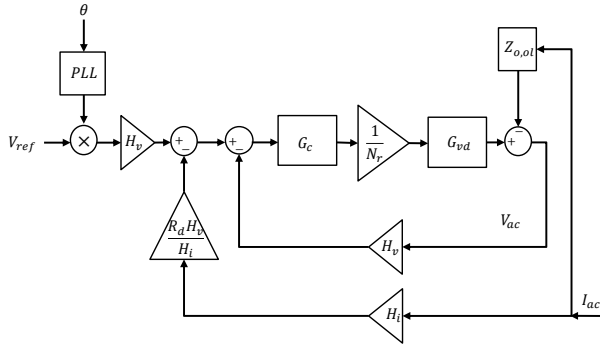 θ
PLL
V_ref
×
H_v
+
−
+
−
G_c
1
N_r
G_vd
Z_o,ol
−
+
R_d H_v
H_i
H_v
V_ac
H_i
I_ac